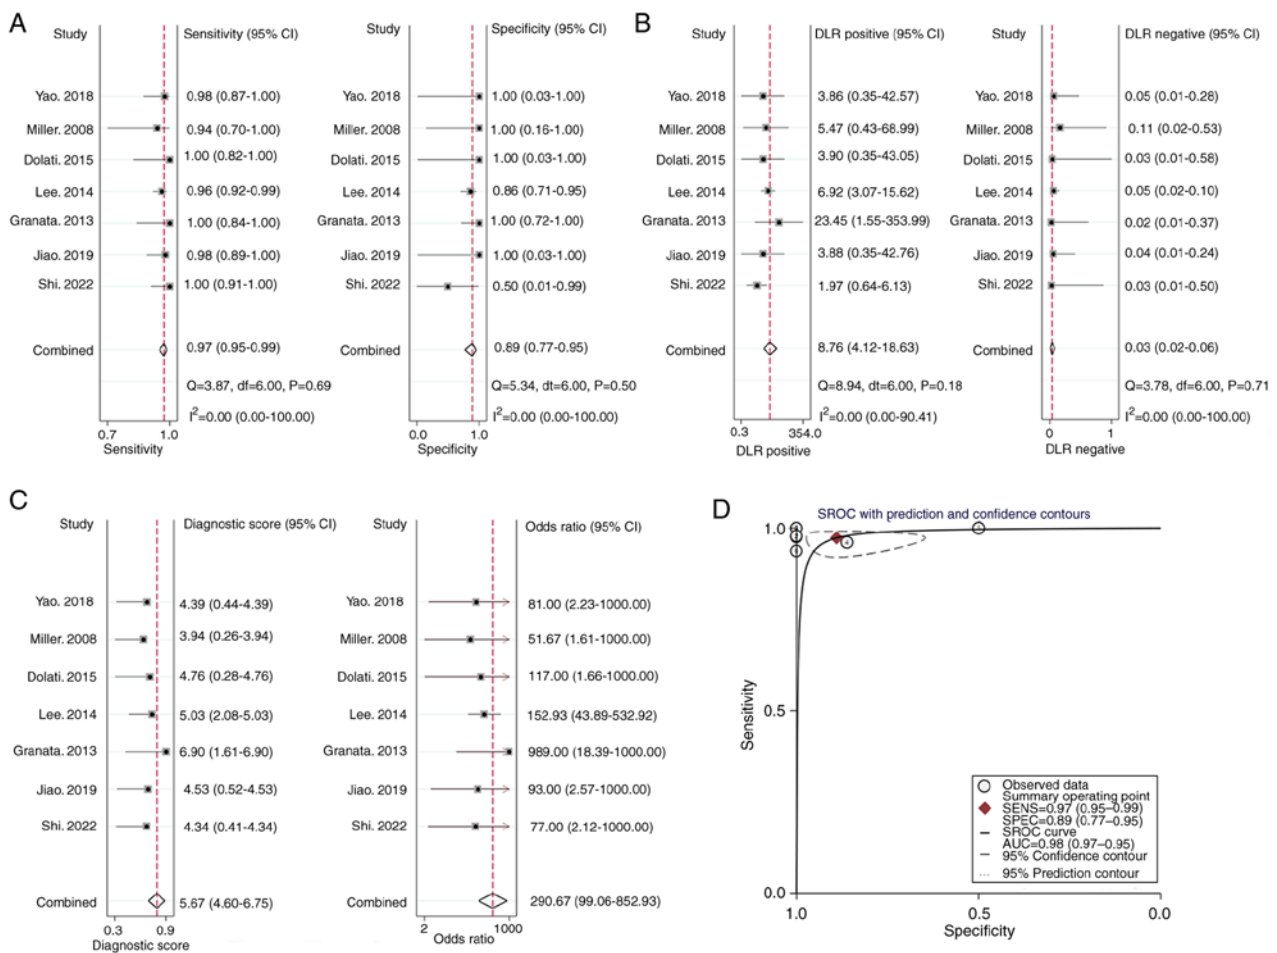 A
Study Sensitivity (95% CI)
Yao. 2018 0.98 (0.87-1.00)
Miller. 2008 0.94 (0.70-1.00)
Dolati. 2015 1.00 (0.82-1.00)
Lee. 2014 0.96 (0.92-0.99)
Granata. 2013 1.00 (0.84-1.00)
Jiao. 2019 0.98 (0.89-1.00)
Shi. 2022 1.00 (0.91-1.00)
Combined 0.97 (0.95-0.99)
Q=3.87, df=6.00, P=0.69
I²=0.00 (0.00-100.00)
0.7 1.0
Sensitivity
Study Specificity (95% CI)
Yao. 2018 1.00 (0.03-1.00)
Miller. 2008 1.00 (0.16-1.00)
Dolati. 2015 1.00 (0.03-1.00)
Lee. 2014 0.86 (0.71-0.95)
Granata. 2013 1.00 (0.72-1.00)
Jiao. 2019 1.00 (0.03-1.00)
Shi. 2022 0.50 (0.01-0.99)
Combined 0.89 (0.77-0.95)
Q=5.34, dt=6.00, P=0.50
I²=0.00 (0.00-100.00)
0.0 1.0
Specificity
B
Study DLR positive (95% CI)
Yao. 2018 3.86 (0.35-42.57)
Miller. 2008 5.47 (0.43-68.99)
Dolati. 2015 3.90 (0.35-43.05)
Lee. 2014 6.92 (3.07-15.62)
Granata. 2013 23.45 (1.55-353.99)
Jiao. 2019 3.88 (0.35-42.76)
Shi. 2022 1.97 (0.64-6.13)
Combined 8.76 (4.12-18.63)
Q=8.94, dt=6.00, P=0.18
I²=0.00 (0.00-90.41)
0.3 354.0
DLR positive
Study DLR negative (95% CI)
Yao. 2018 0.05 (0.01-0.28)
Miller. 2008 0.11 (0.02-0.53)
Dolati. 2015 0.03 (0.01-0.58)
Lee. 2014 0.05 (0.02-0.10)
Granata. 2013 0.02 (0.01-0.37)
Jiao. 2019 0.04 (0.01-0.24)
Shi. 2022 0.03 (0.01-0.50)
Combined 0.03 (0.02-0.06)
Q=3.78, df=6.00, P=0.71
I²=0.00 (0.00-100.00)
0 1
DLR negative
C
Study Diagnostic score (95% CI)
Yao. 2018 4.39 (0.44-4.39)
Miller. 2008 3.94 (0.26-3.94)
Dolati. 2015 4.76 (0.28-4.76)
Lee. 2014 5.03 (2.08-5.03)
Granata. 2013 6.90 (1.61-6.90)
Jiao. 2019 4.53 (0.52-4.53)
Shi. 2022 4.34 (0.41-4.34)
Combined 5.67 (4.60-6.75)
0.3 0.9
Diagnostic score
Study Odds ratio (95% CI)
Yao. 2018 81.00 (2.23-1000.00)
Miller. 2008 51.67 (1.61-1000.00)
Dolati. 2015 117.00 (1.66-1000.00)
Lee. 2014 152.93 (43.89-532.92)
Granata. 2013 989.00 (18.39-1000.00)
Jiao. 2019 93.00 (2.57-1000.00)
Shi. 2022 77.00 (2.12-1000.00)
Combined 290.67 (99.06-852.93)
2 1000
Odds ratio
D
SROC with prediction and confidence contours
1.0
0.5
0.0
Sensitivity
Observed data
Summary operating point
SENS=0.97 (0.95–0.99)
SPEC=0.89 (0.77–0.95)
SROC curve
AUC=0.98 (0.97–0.95)
95% Confidence contour
95% Prediction contour
1.0 0.5 0.0
Specificity